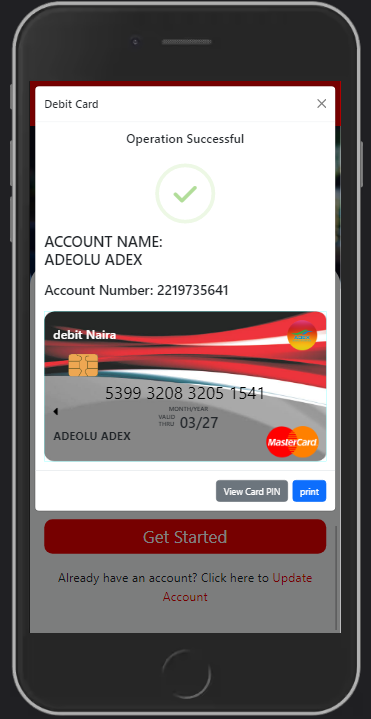 Debit Card
Operation Successful
ACCOUNT NAME:
ADEOLU ADEX
Account Number: 2219735641
debit Naira
5399 3208 3205 1541
MONTH/YEAR
VALID
THRU
03/27
ADEOLU ADEX
MasterCard
View Card PIN
print
Get Started
Already have an account? Click here to Update
Account